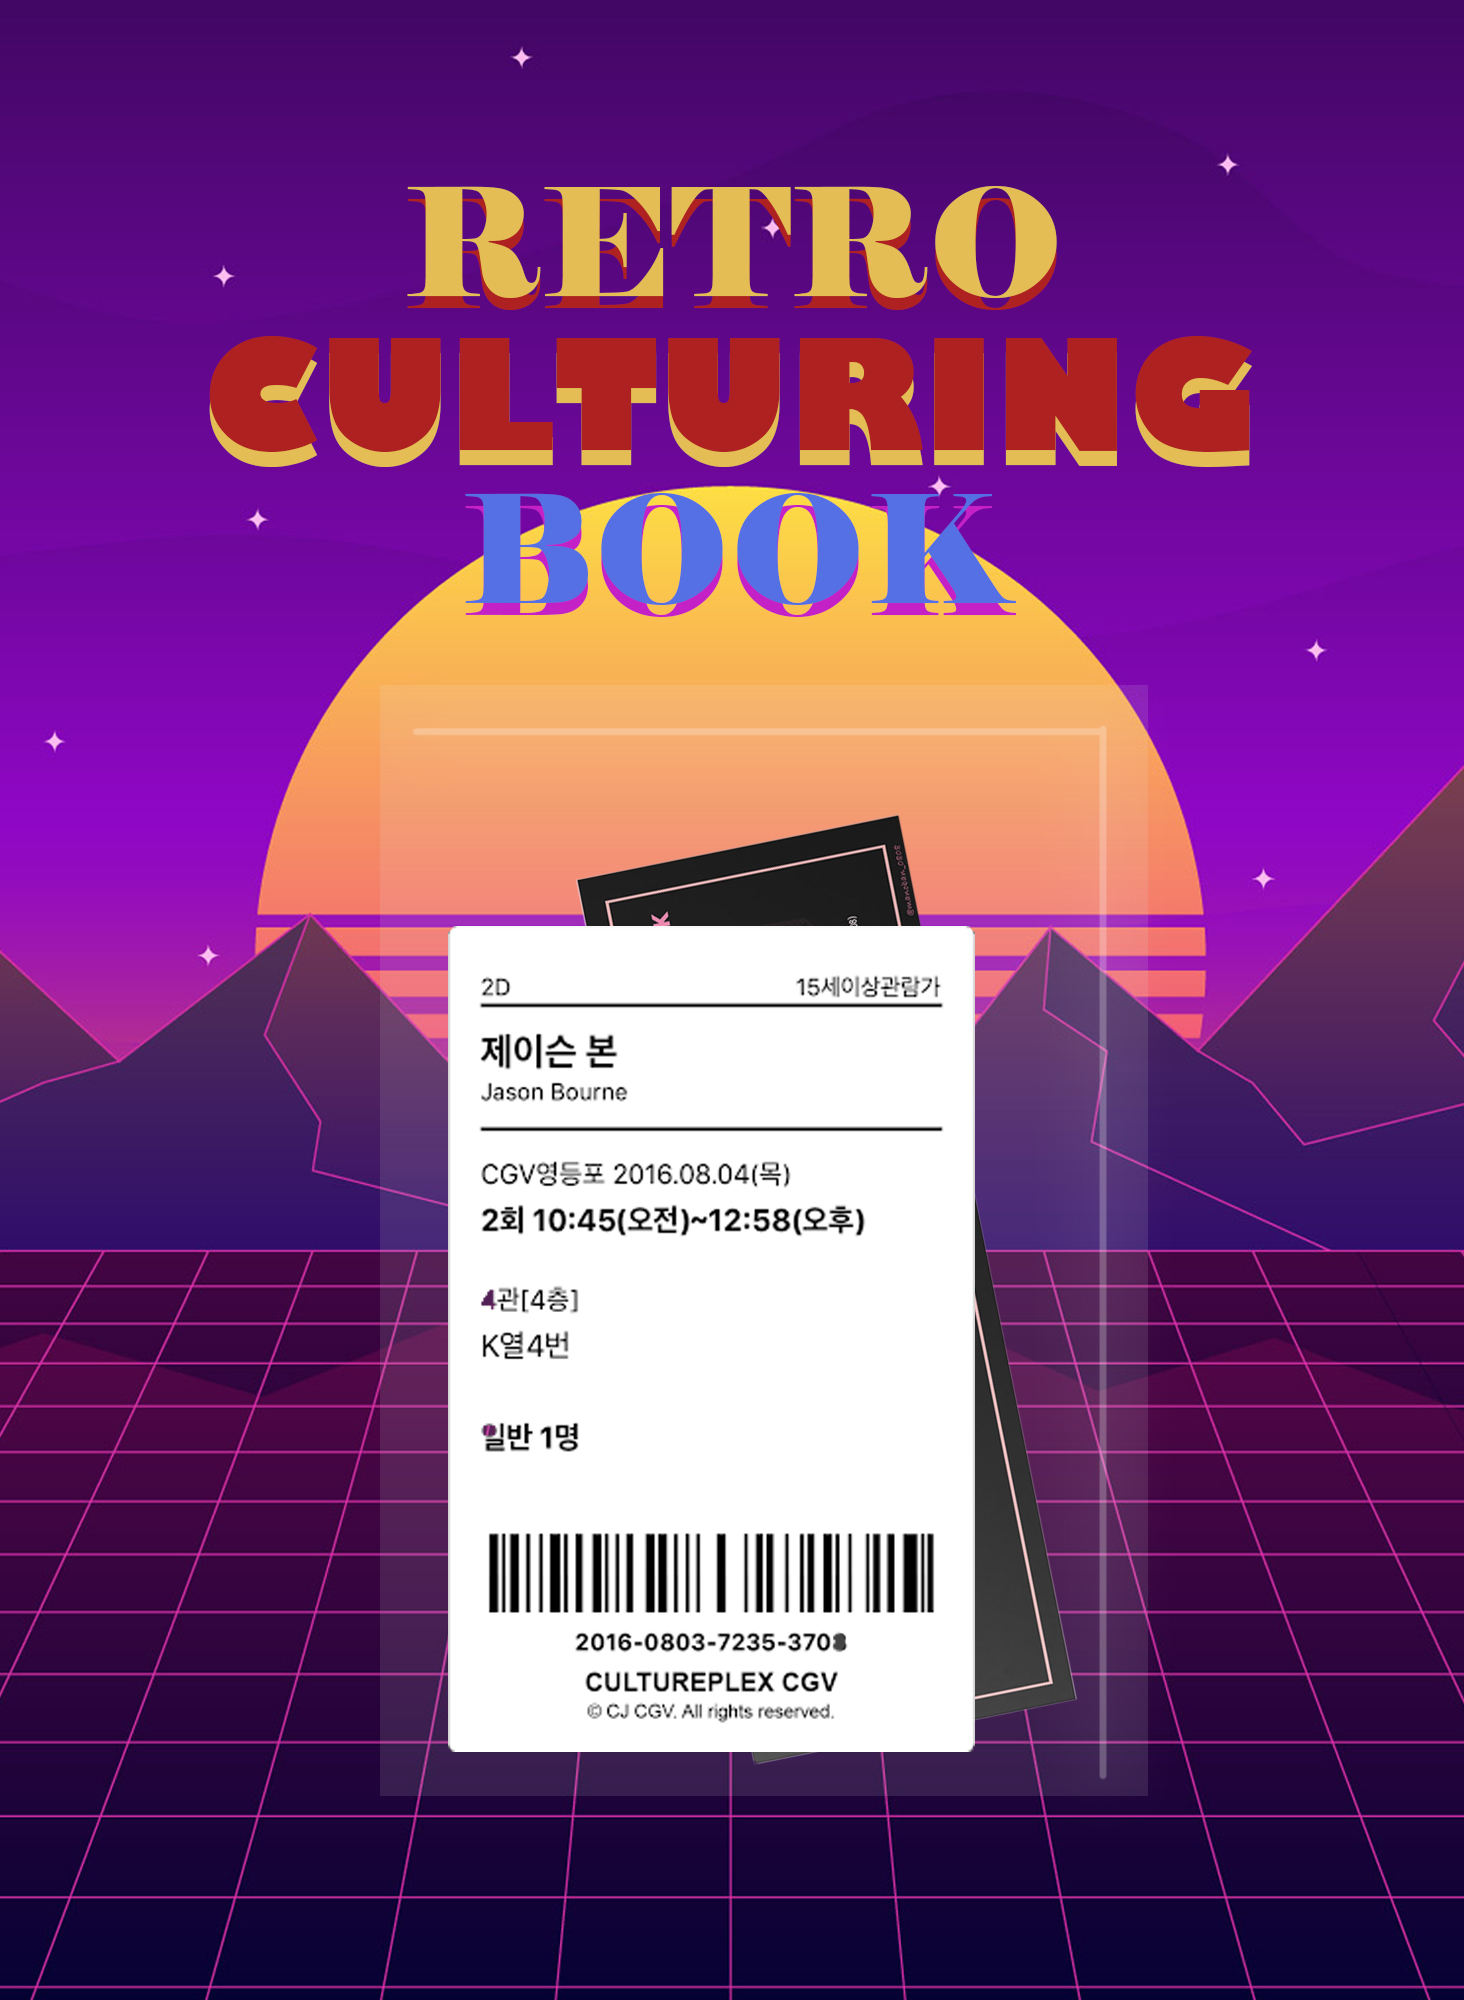 RETRO
CULTURING
BOOK
2D
15세이상관람가
제이슨 본
Jason Bourne
CGV영등포 2016.08.04(목)
2회 10:45(오전)~12:58(오후)
4관[4층]
K열4번
일반 1명
2016-0803-7235-3708
CULTUREPLEX CGV
© CJ CGV. All rights reserved.